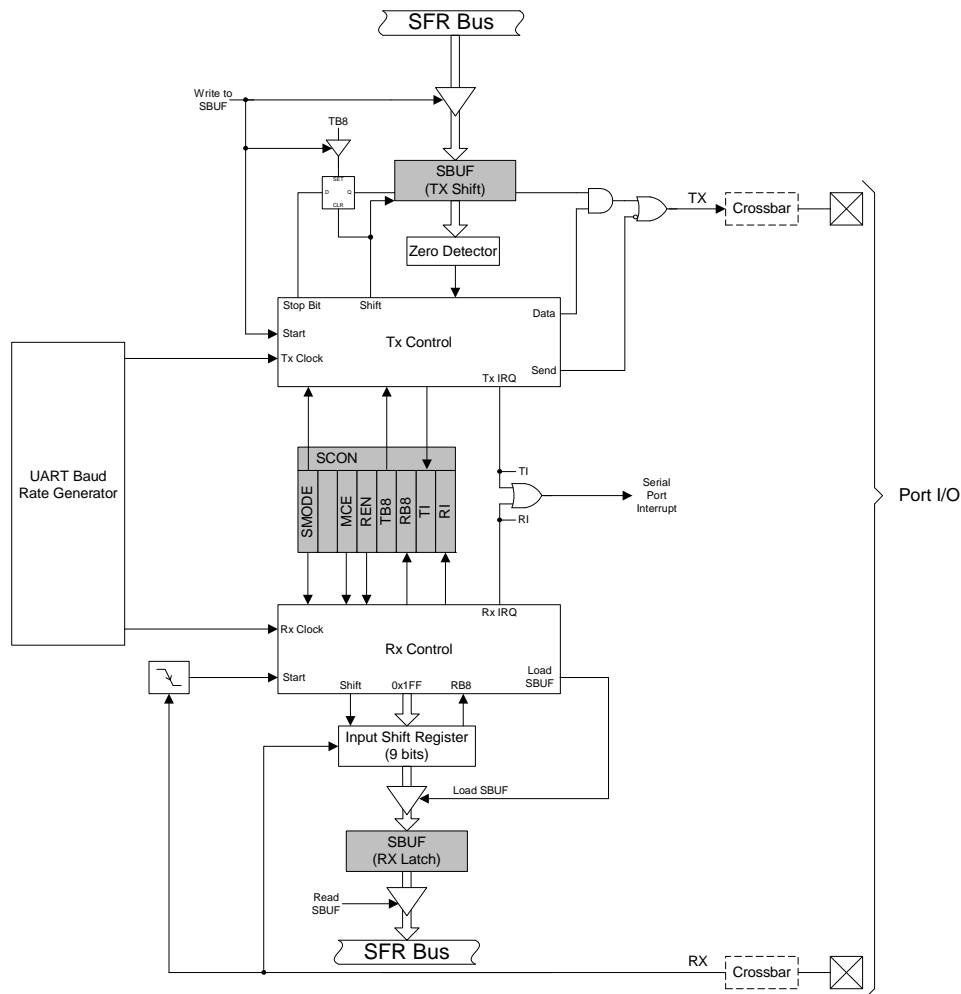 SFR Bus
Write to
SBUF
TB8
SET
D
Q
CLR
SBUF
(TX Shift)
TX
Crossbar
Zero Detector
Stop Bit
Shift
Data
Start
Tx Control
Tx Clock
Send
Tx IRQ
UART Baud
Rate Generator
SCON
SMODE
MCE
REN
TB8
RB8
TI
RI
TI
RI
Serial
Port
Interrupt
Port I/O
Rx IRQ
Rx Clock
Rx Control
Start
Load
SBUF
Shift
0x1FF
RB8
Input Shift Register
(9 bits)
Load SBUF
SBUF
(RX Latch)
Read
SBUF
SFR Bus
RX
Crossbar